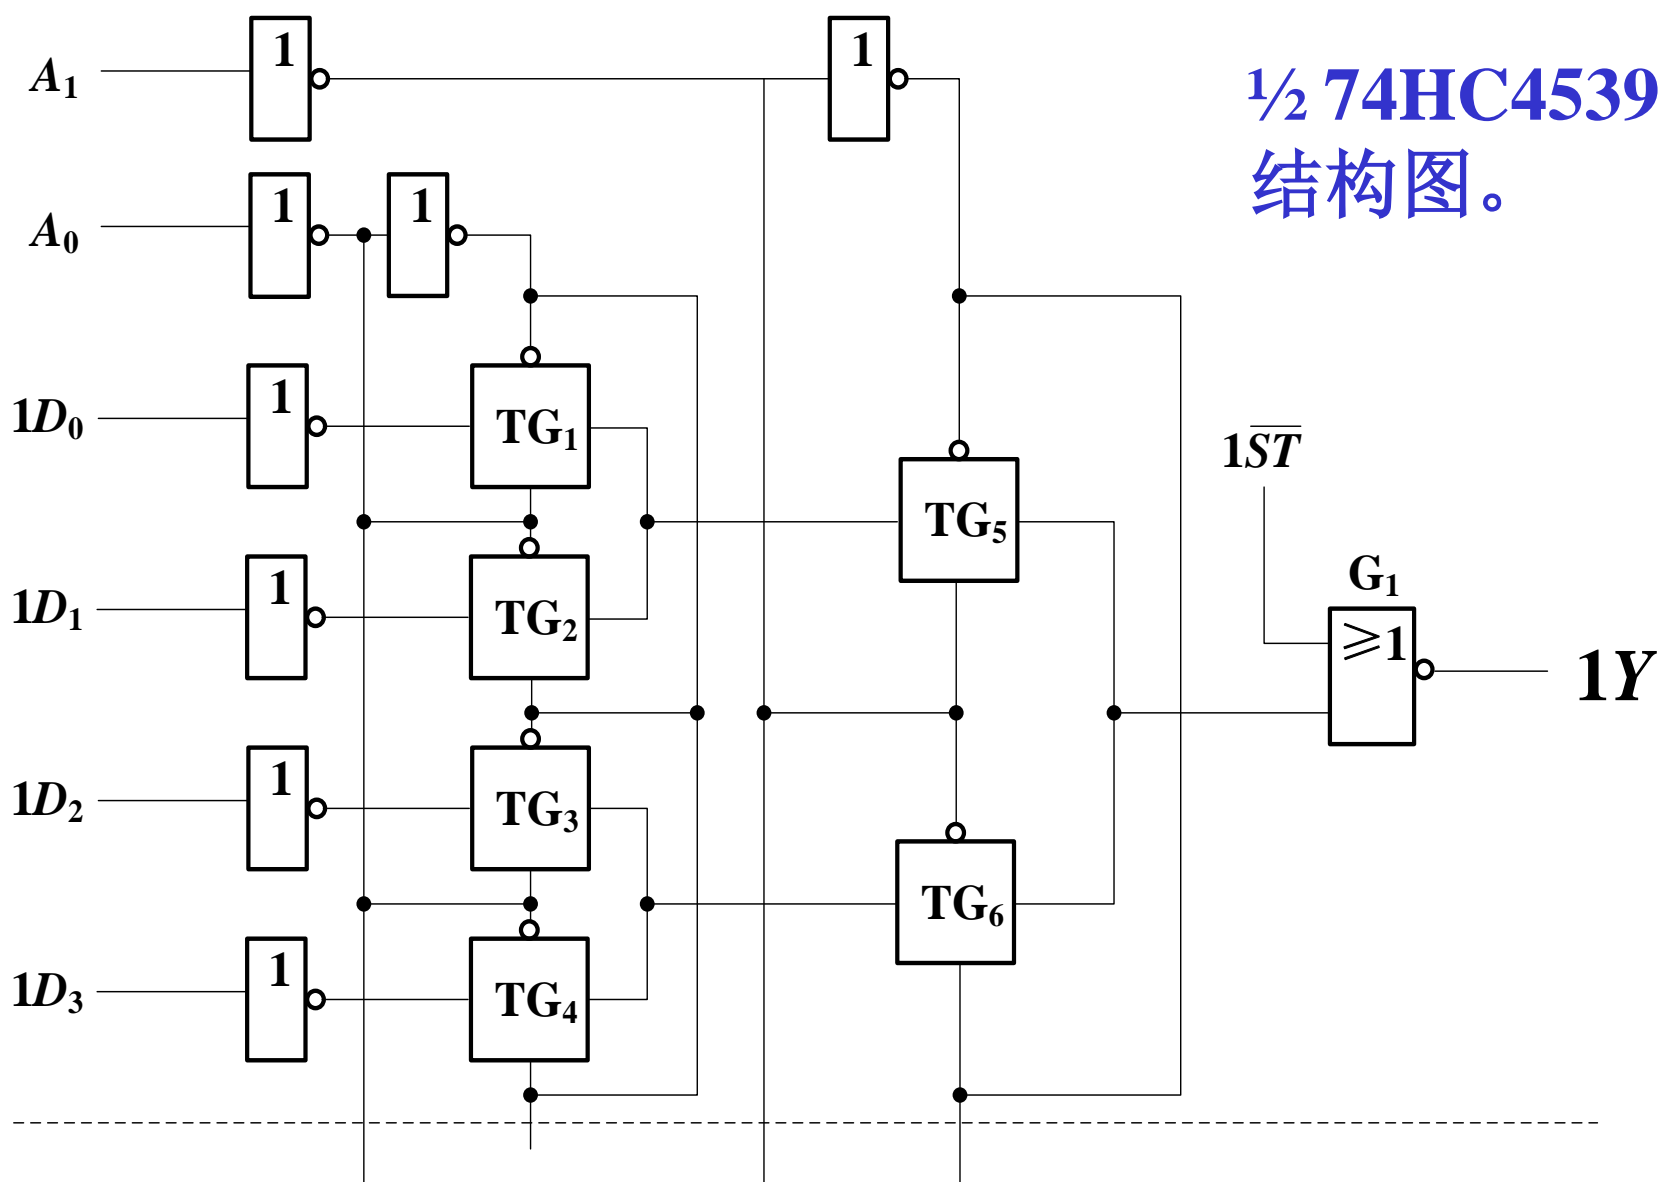 A₁
1
1
½ 74HC4539
结构图。
A₀
1
1
1D₀
1
TG₁
1S̅T̅
TG₅
G₁
1D₁
1
TG₂
≥1
1Y
1D₂
1
TG₃
TG₆
1D₃
1
TG₄